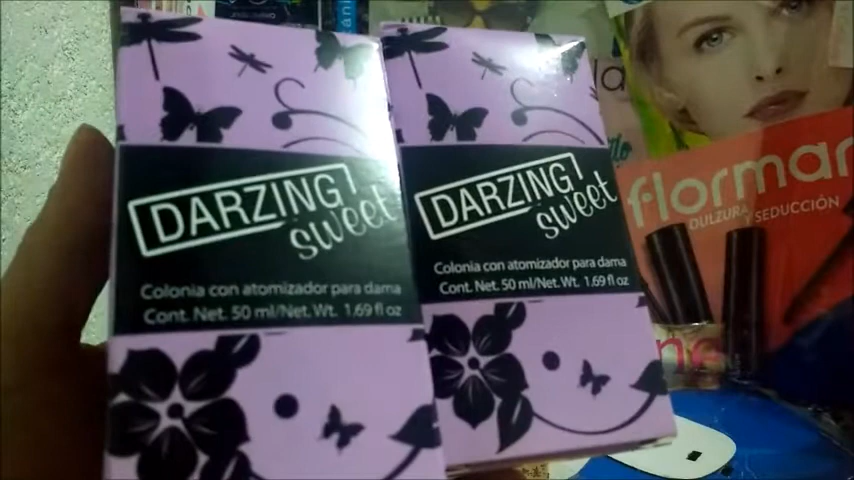 DARZING
sweet
Colonia con atomizador para dama
Cont. Net. 50 ml/Net. Wt. 1.69 fl oz
DARZING
sweet
Colonia con atomizador para dama
Cont. Net. 50 ml/Net. Wt. 1.69 fl oz
flormar
DULZURA Y SEDUCCIÓN